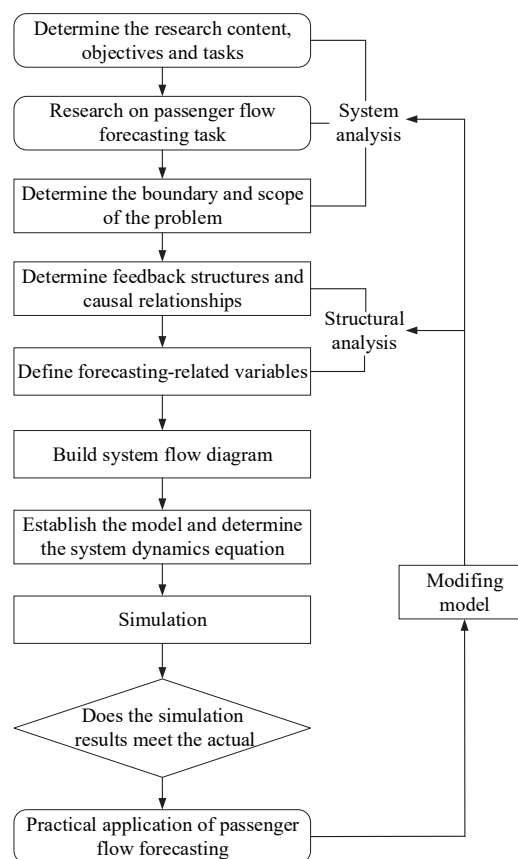 Determine the research content,
objectives and tasks
Research on passenger flow
forecasting task
System
analysis
Determine the boundary and scope
of the problem
Determine feedback structures and
causal relationships
Structural
analysis
Define forecasting-related variables
Build system flow diagram
Establish the model and determine
the system dynamics equation
Modifing
model
Simulation
Does the simulation
results meet the actual
Practical application of passenger
flow forecasting